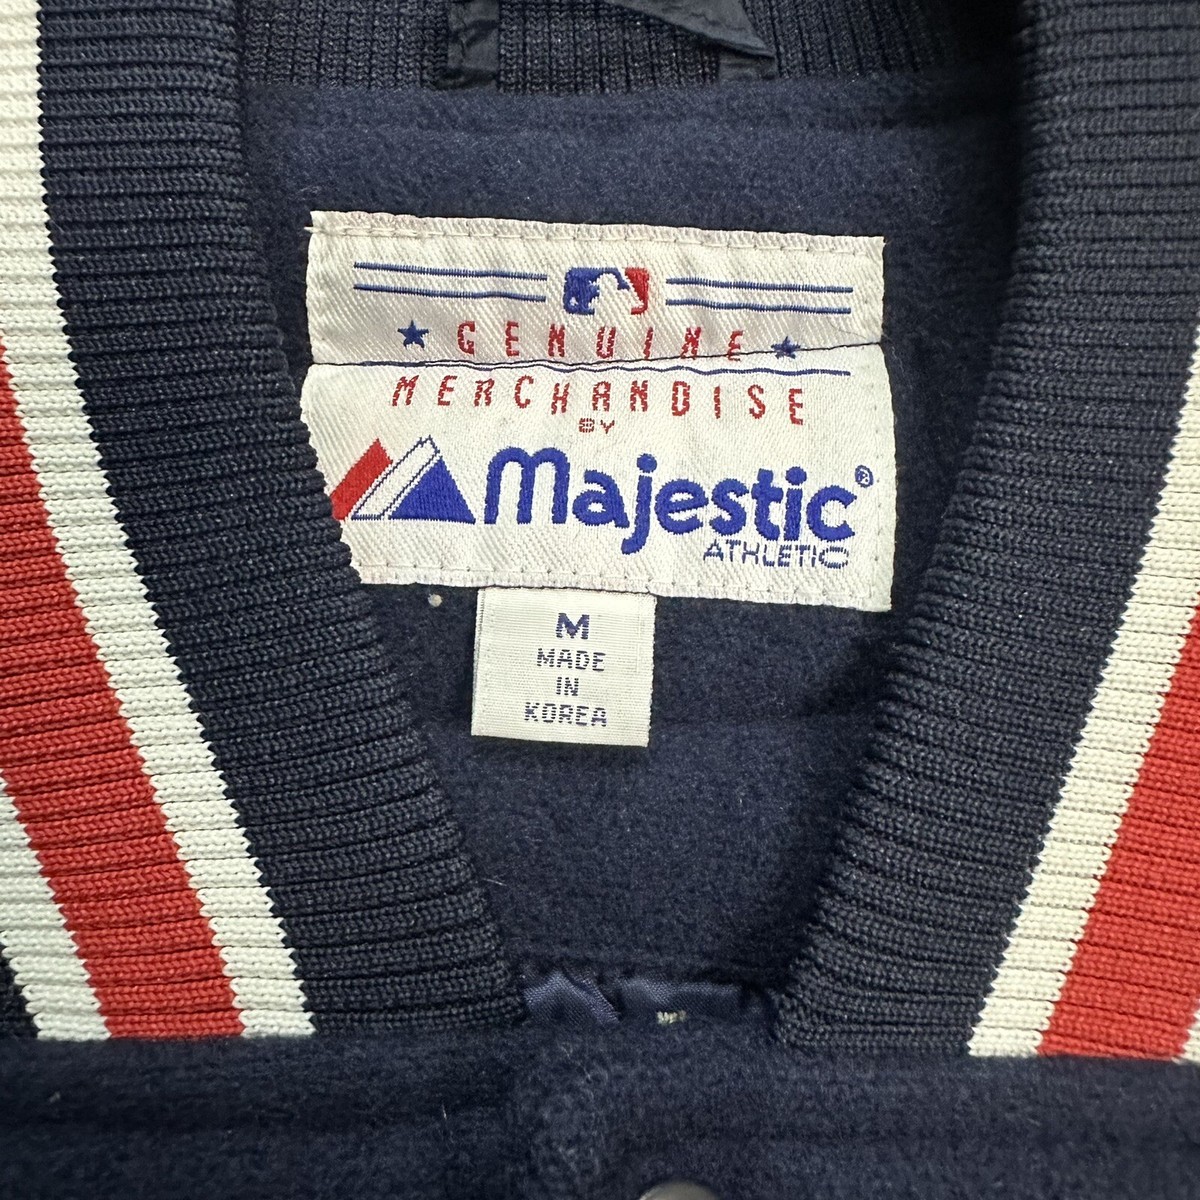 GENUINE
MERCHANDISE
BY
Majestic®
ATHLETIC
M
MADE
IN
KOREA